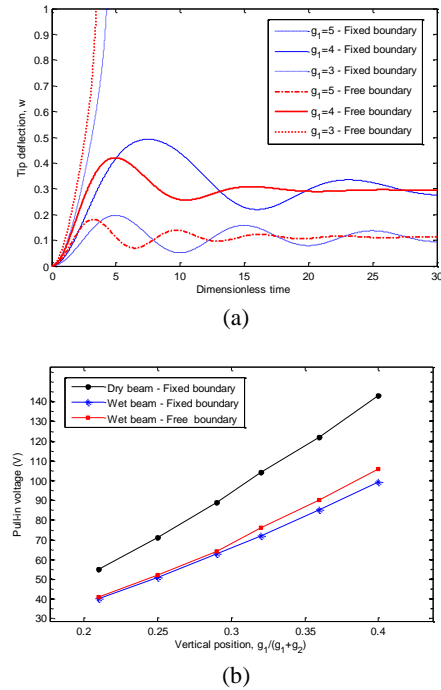 1
0.9
0.8
0.7
0.6
0.5
0.4
0.3
0.2
0.1
0
Tip deflection, w
g1=5 - Fixed boundary
g1=4 - Fixed boundary
g1=3 - Fixed boundary
g1=5 - Free boundary
g1=4 - Free boundary
g1=3 - Free boundary
0 5 10 15 20 25 30
Dimensionless time
(a)
140
120
100
90
80
70
60
50
40
30
Pull-in voltage (V)
Dry beam - Fixed boundary
Wet beam - Fixed boundary
Wet beam - Free boundary
0.2 0.25 0.3 0.35 0.4
Vertical position, g1/(g1+g2)
(b)